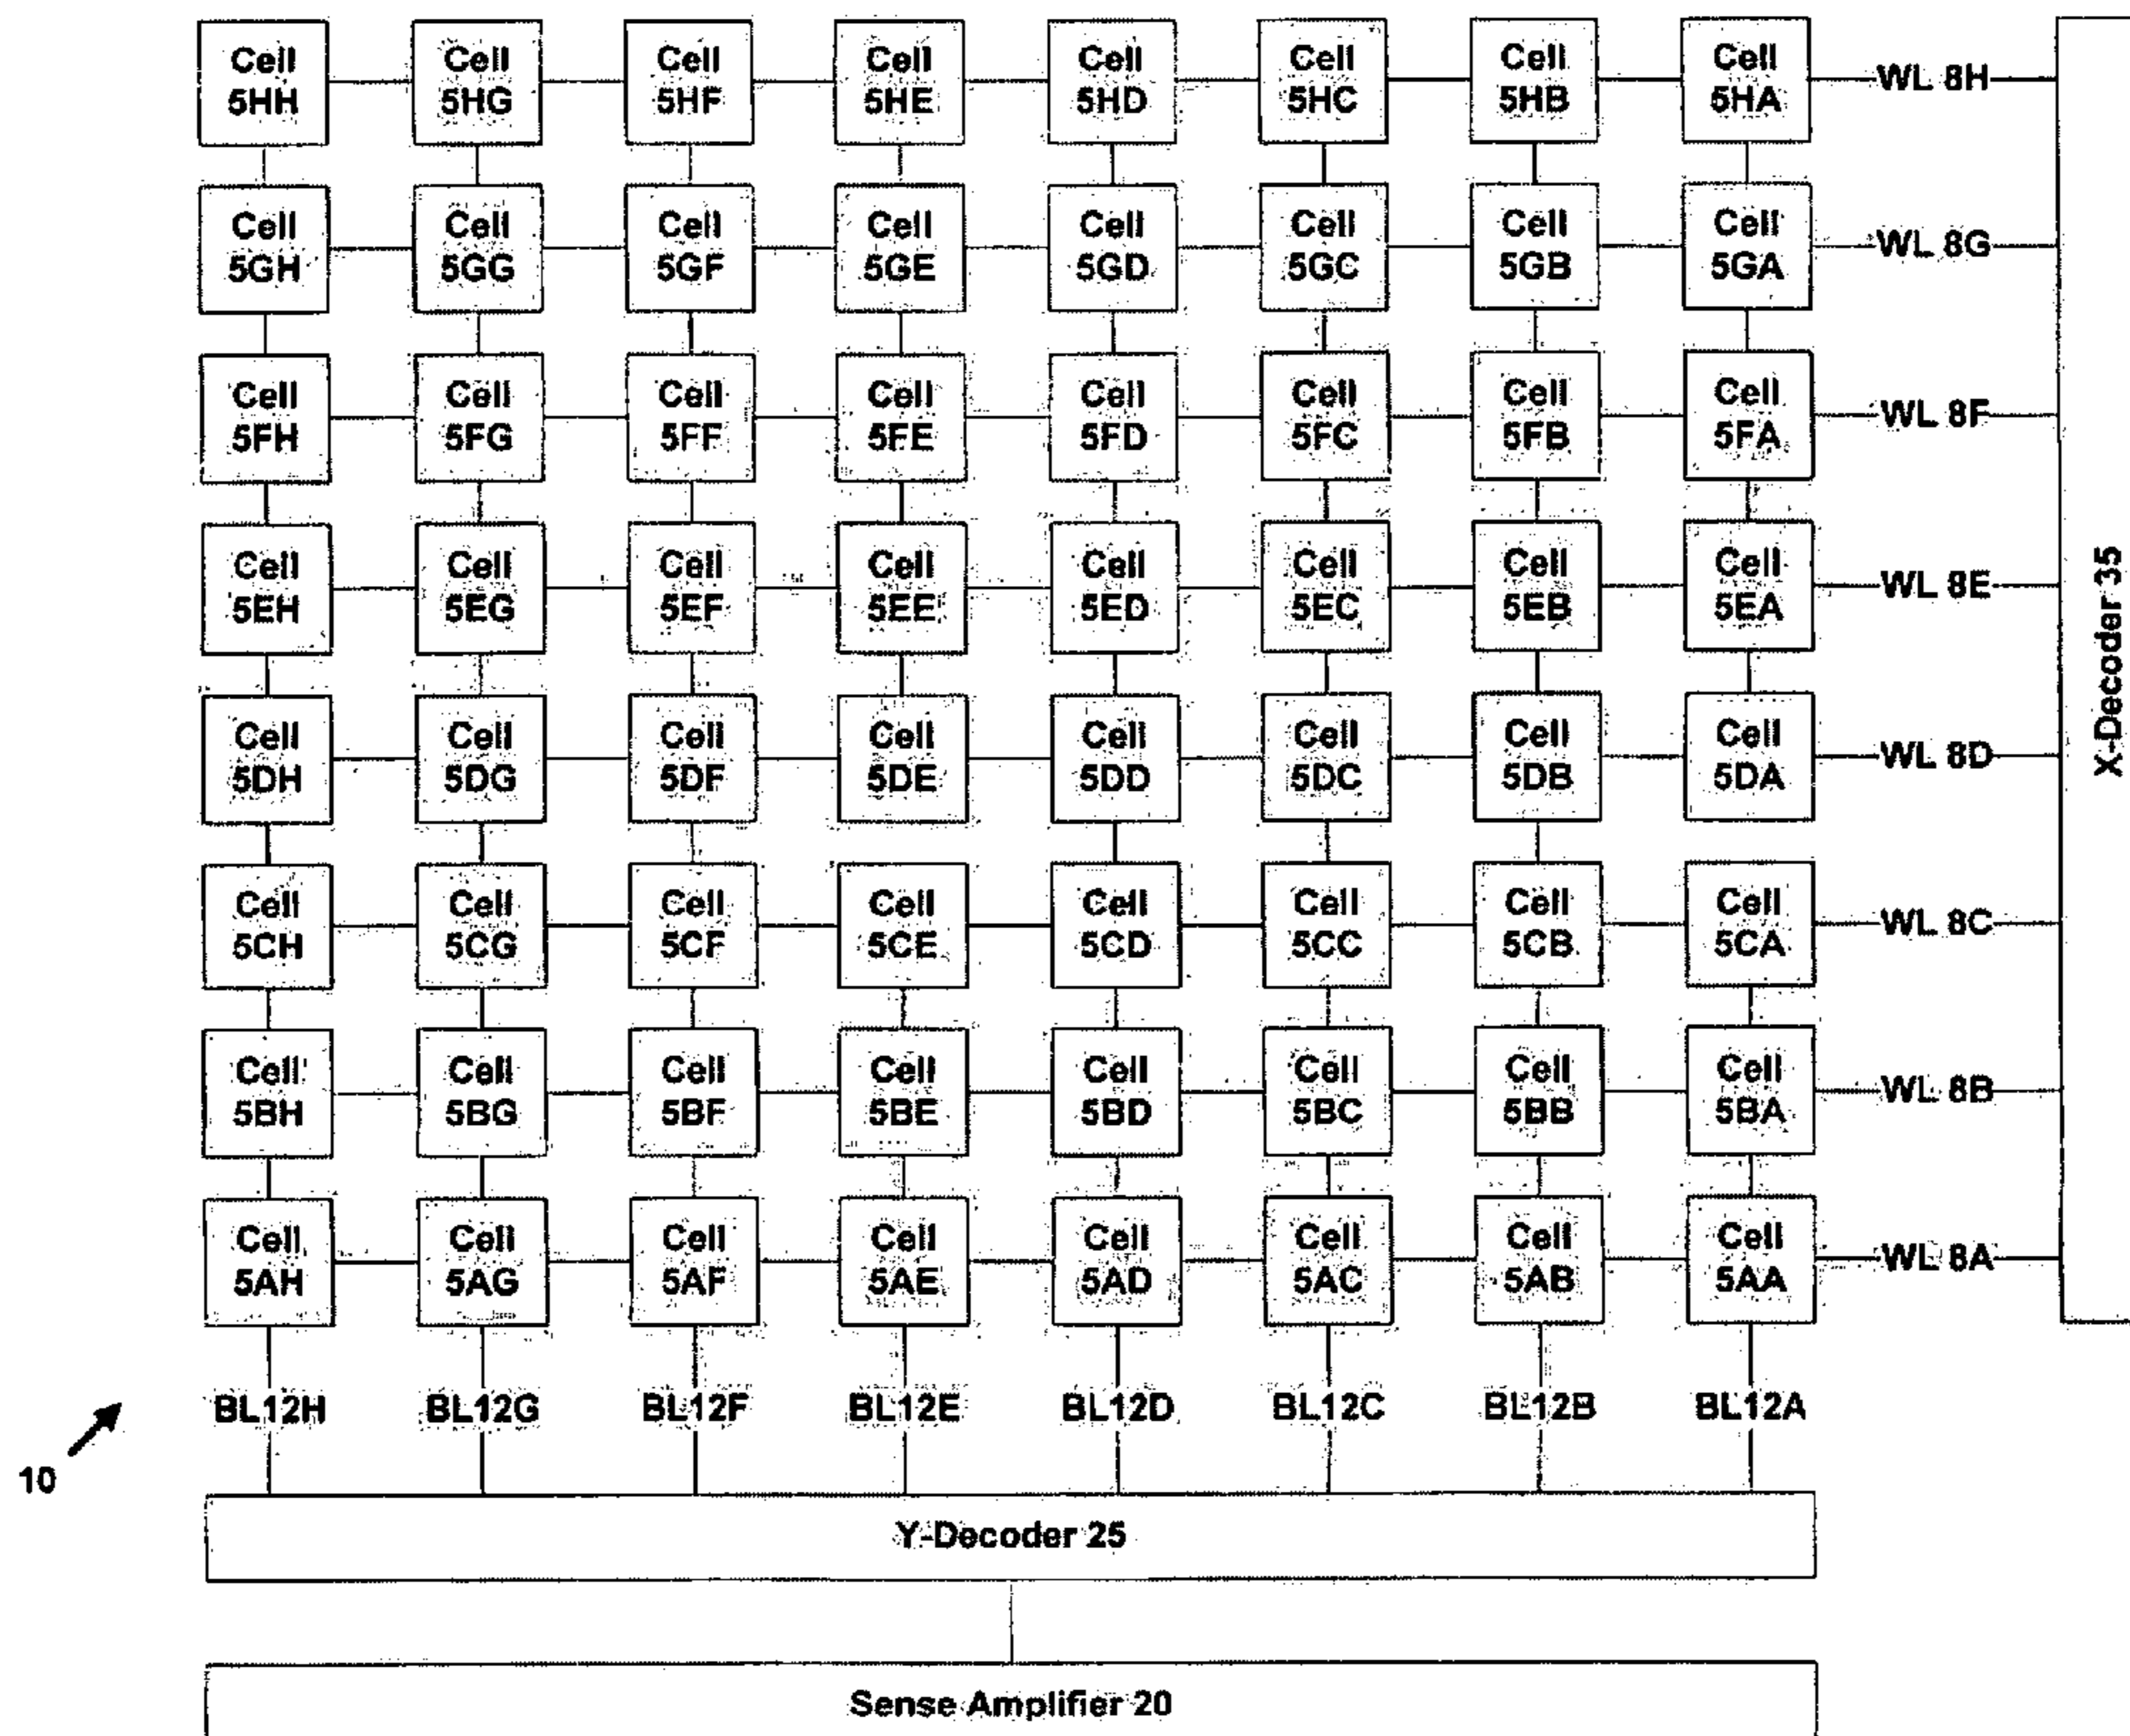 Cell Cell Cell Cell Cell Cell Cell Cell
5HH 5HG 5HF 5HE 5HD 5HC 5HB 5HA WL 8H
Cell Cell Cell Cell Cell Cell Cell Cell
5GH 5GG 5GF 5GE 5GD 5GC 5GB 5GA WL 8G
Cell Cell Cell Cell Cell Cell Cell Cell
5FH 5FG 5FF 5FE 5FD 5FC 5FB 5FA WL 8F
Cell Cell Cell Cell Cell Cell Cell Cell
5EH 5EG 5EF 5EE 5ED 5EC 5EB 5EA WL 8E
X-Decoder 35
Cell Cell Cell Cell Cell Cell Cell Cell
5DH 5DG 5DF 5DE 5DD 5DC 5DB 5DA WL 8D
Cell Cell Cell Cell Cell Cell Cell Cell
5CH 5CG 5CF 5CE 5CD 5CC 5CB 5CA WL 8C
Cell Cell Cell Cell Cell Cell Cell Cell
5BH 5BG 5BF 5BE 5BD 5BC 5BB 5BA WL 8B
Cell Cell Cell Cell Cell Cell Cell Cell
5AH 5AG 5AF 5AE 5AD 5AC 5AB 5AA WL 8A
BL12H BL12G BL12F BL12E BL12D BL12C BL12B BL12A
10
Y-Decoder 25
Sense Amplifier 20